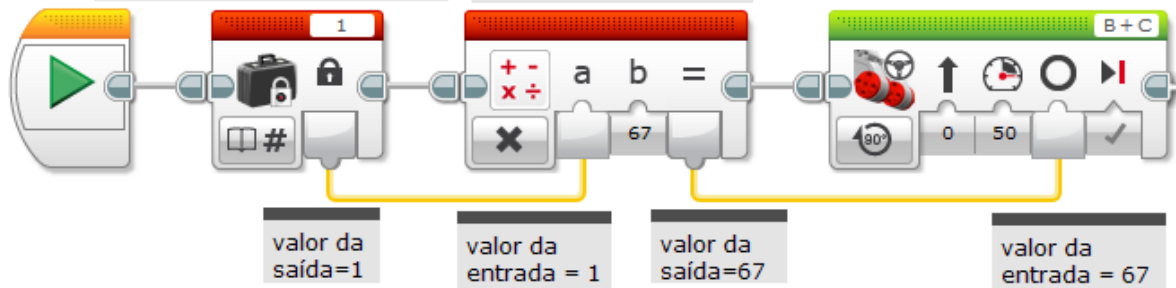 1
B + C
#
+ -
x ÷
a b =
67
90°
0 50
valor da
saída=1
valor da
entrada = 1
valor da
saída=67
valor da
entrada = 67